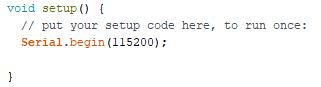 void setup() {
  // put your setup code here, to run once:
  Serial.begin(115200);

}